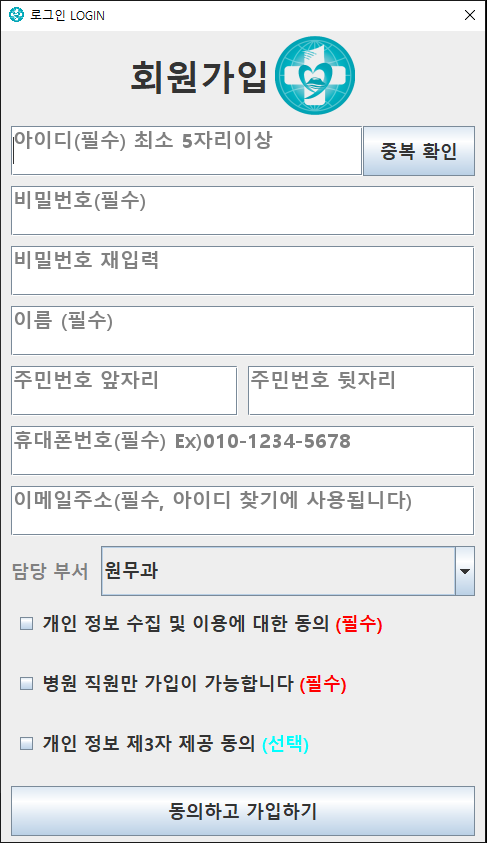 로그인 LOGIN
회원가입
아이디(필수) 최소 5자리이상 중복 확인
비밀번호(필수)
비밀번호 재입력
이름 (필수)
주민번호 앞자리 주민번호 뒷자리
휴대폰번호(필수) Ex)010-1234-5678
이메일주소(필수, 아이디 찾기에 사용됩니다)
담당 부서 원무과
개인 정보 수집 및 이용에 대한 동의 (필수)
병원 직원만 가입이 가능합니다 (필수)
개인 정보 제3자 제공 동의 (선택)
동의하고 가입하기